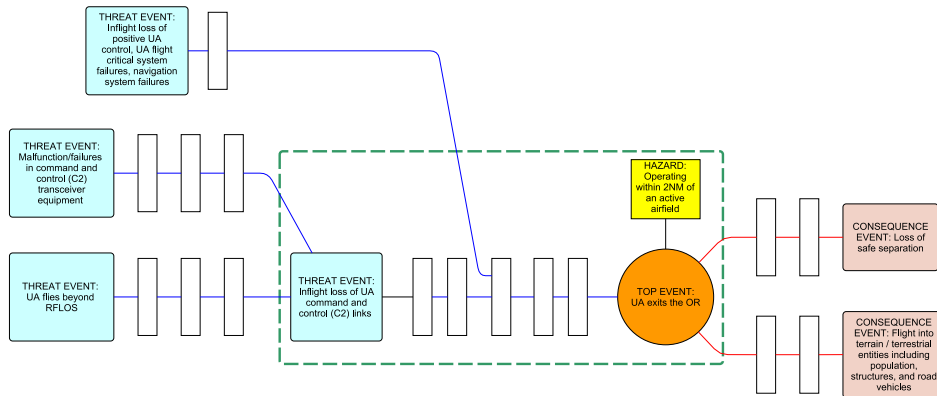 THREAT EVENT:
Inflight loss of
positive UA
control, UA flight
critical system
failures, navigation
system failures
THREAT EVENT:
Malfunction/failures
in command and
control (C2)
transceiver
equipment
HAZARD:
Operating
within 2NM of
an active
airfield
CONSEQUENCE
EVENT: Loss of
safe separation
THREAT EVENT:
UA flies beyond
RFLOS
THREAT EVENT:
Inflight loss of UA
command and
control (C2) links
TOP EVENT:
UA exits the OR
CONSEQUENCE
EVENT: Flight into
terrain / terrestrial
entities including
population,
structures, and road
vehicles